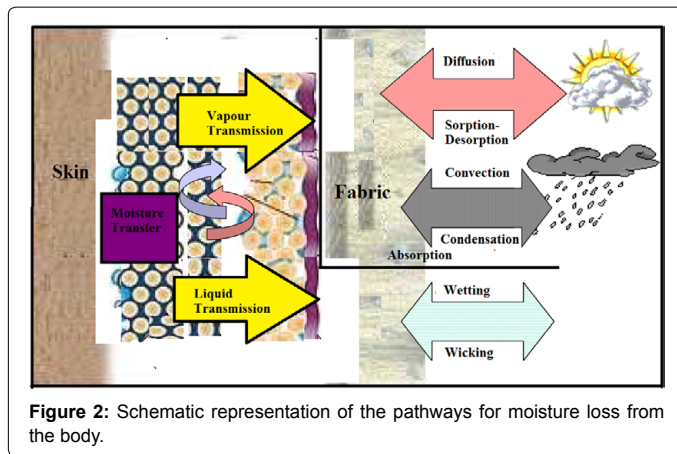 Skin
Vapour
Transmission
Moisture
Transfer
Liquid
Transmission
Fabric
Diffusion
Sorption-
Desorption
Convection
Condensation
Absorption
Wetting
Wicking
Figure 2: Schematic representation of the pathways for moisture loss from
the body.